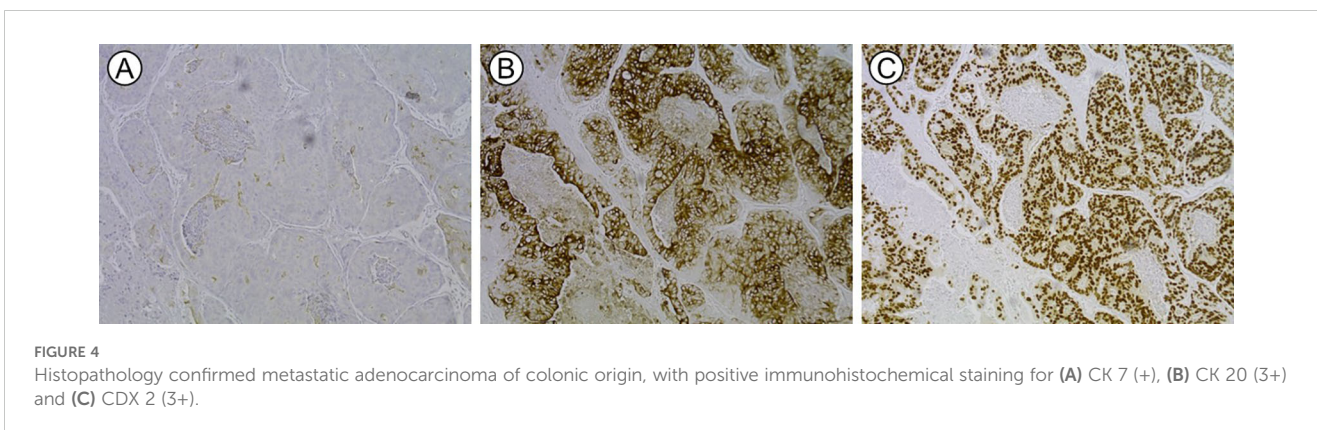 A
B
C
FIGURE 4
Histopathology confirmed metastatic adenocarcinoma of colonic origin, with positive immunohistochemical staining for (A) CK 7 (+), (B) CK 20 (3+)
and (C) CDX 2 (3+).